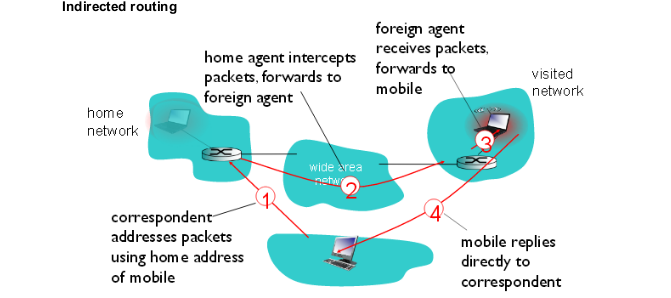 Indirected routing
home agent intercepts
packets, forwards to
foreign agent
foreign agent
receives packets,
forwards to
mobile
visited
network
home
network
wide area
network
1
2
3
4
correspondent
addresses packets
using home address
of mobile
mobile replies
directly to
correspondent